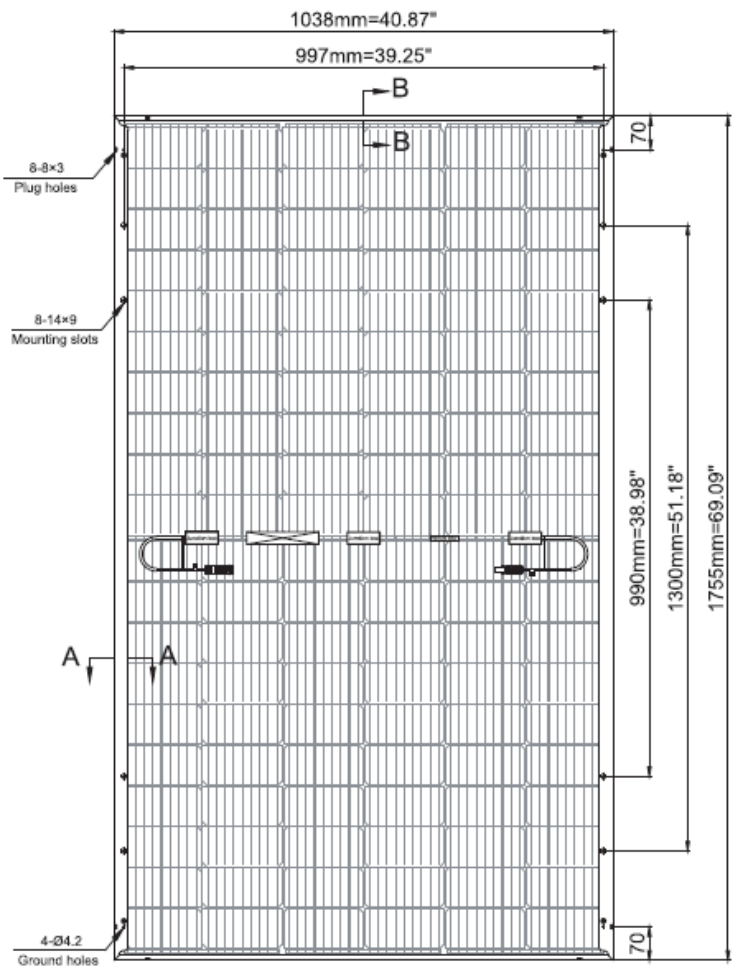 1038mm=40.87"
997mm=39.25"
B
B
70
8-8×3
Plug holes
8-14×9
Mounting slots
990mm=38.98"
1300mm=51.18"
1755mm=69.09"
A
A
4-Ø4.2
Ground holes
70